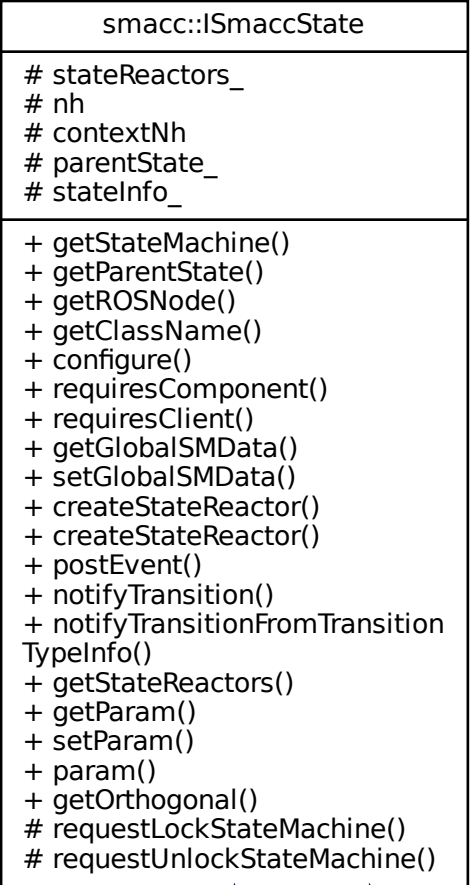 smacc::ISmaccState
# stateReactors_
# nh
# contextNh
# parentState_
# stateInfo_
+ getStateMachine()
+ getParentState()
+ getROSNode()
+ getClassName()
+ configure()
+ requiresComponent()
+ requiresClient()
+ getGlobalSMData()
+ setGlobalSMData()
+ createStateReactor()
+ createStateReactor()
+ postEvent()
+ notifyTransition()
+ notifyTransitionFromTransition
TypeInfo()
+ getStateReactors()
+ getParam()
+ setParam()
+ param()
+ getOrthogonal()
# requestLockStateMachine()
# requestUnlockStateMachine()